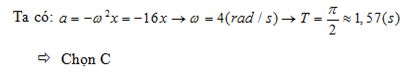 Ta có: a = −ω²x = −16x → ω = 4(rad / s) → T = π/2 ≈ 1,57(s)
⇨ Chọn C